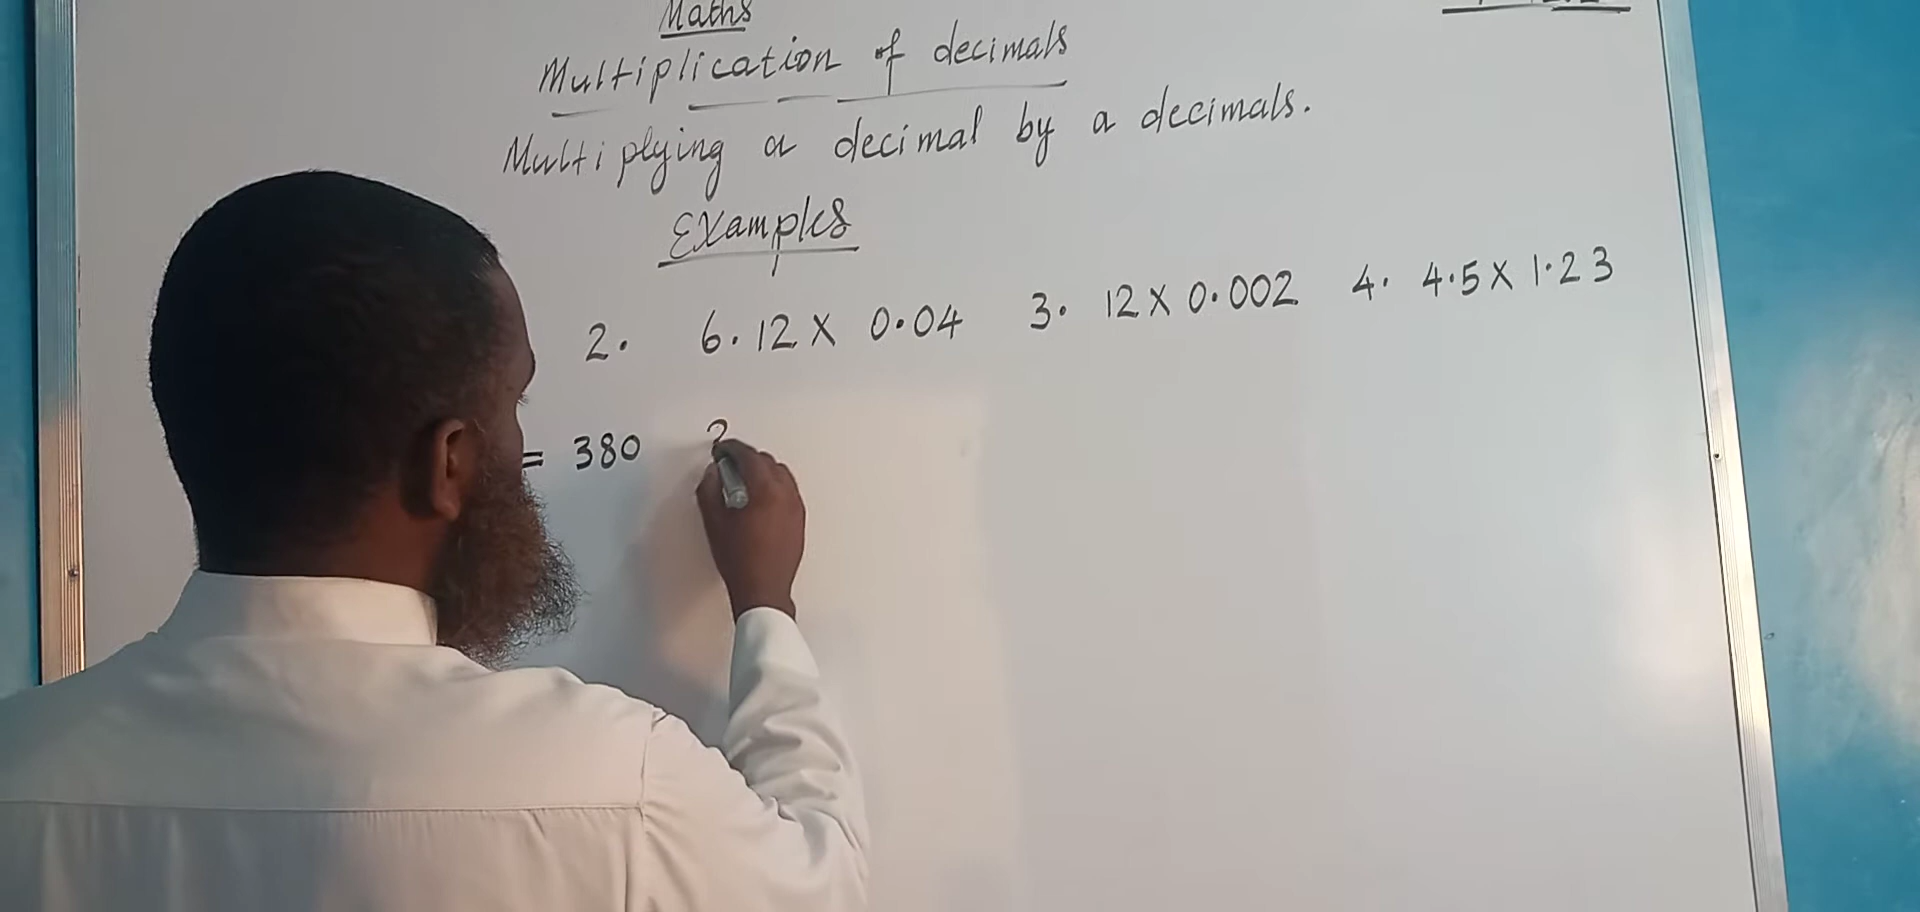 Maths
Multiplication of decimals
Multiplying a decimal by a decimals.
Examples
2. 6.12 X 0.04 3. 12 X 0.002 4. 4.5 X 1.23
= 380